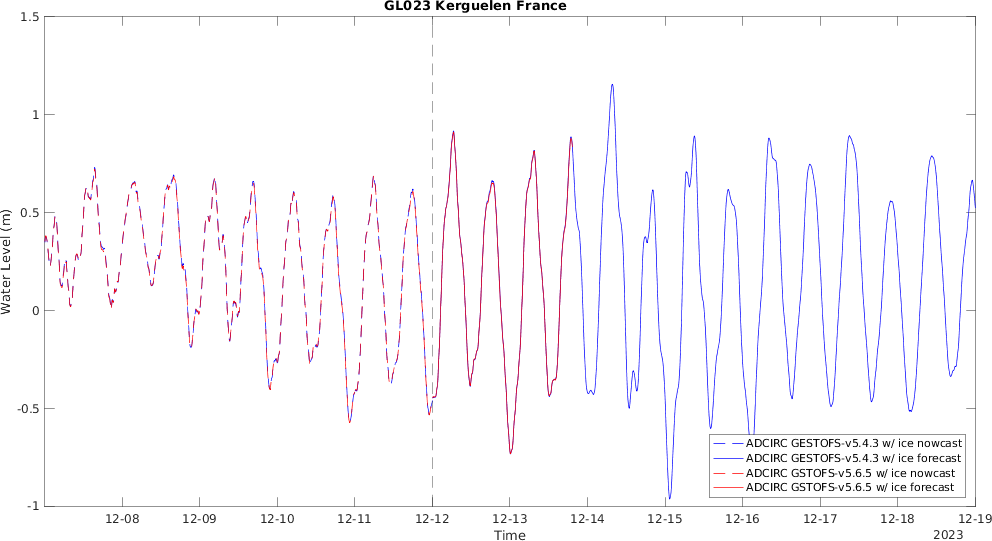 GL023 Kerguelen France
1.5
1
0.5
0
-0.5
-1
Water Level (m)
12-08 12-09 12-10 12-11 12-12 12-13 12-14 12-15 12-16 12-17 12-18 12-19
Time
2023
ADCIRC GESTOFS-v5.4.3 w/ ice nowcast
ADCIRC GESTOFS-v5.4.3 w/ ice forecast
ADCIRC GSTOFS-v5.6.5 w/ ice nowcast
ADCIRC GSTOFS-v5.6.5 w/ ice forecast